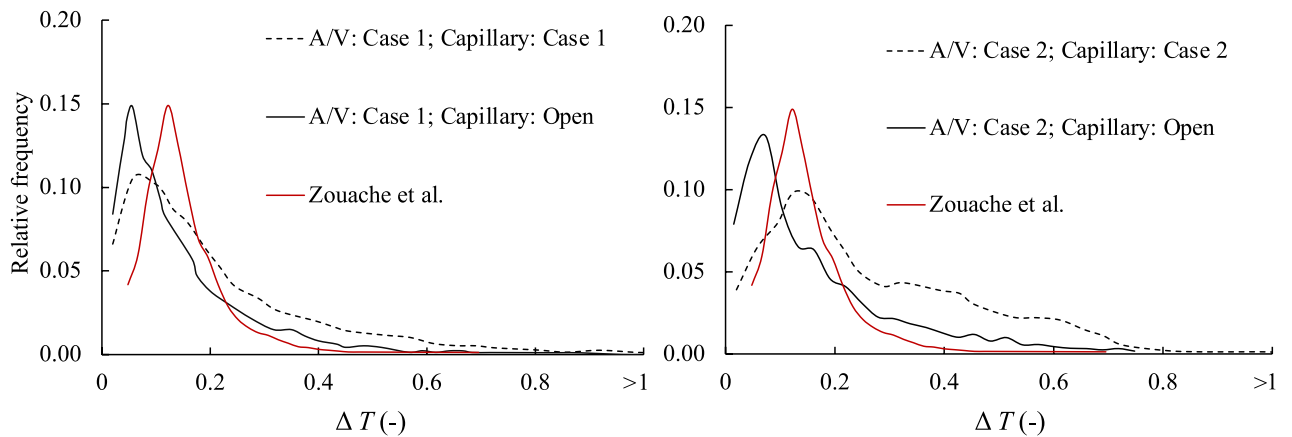 0.20
0.15
0.10
0.05
0.00
Relative frequency
A/V: Case 1; Capillary: Case 1
A/V: Case 1; Capillary: Open
Zouache et al.
0 0.2 0.4 0.6 0.8 >1
Δ T (-)
0.20
0.15
0.10
0.05
0.00
A/V: Case 2; Capillary: Case 2
A/V: Case 2; Capillary: Open
Zouache et al.
0 0.2 0.4 0.6 0.8 >1
Δ T (-)